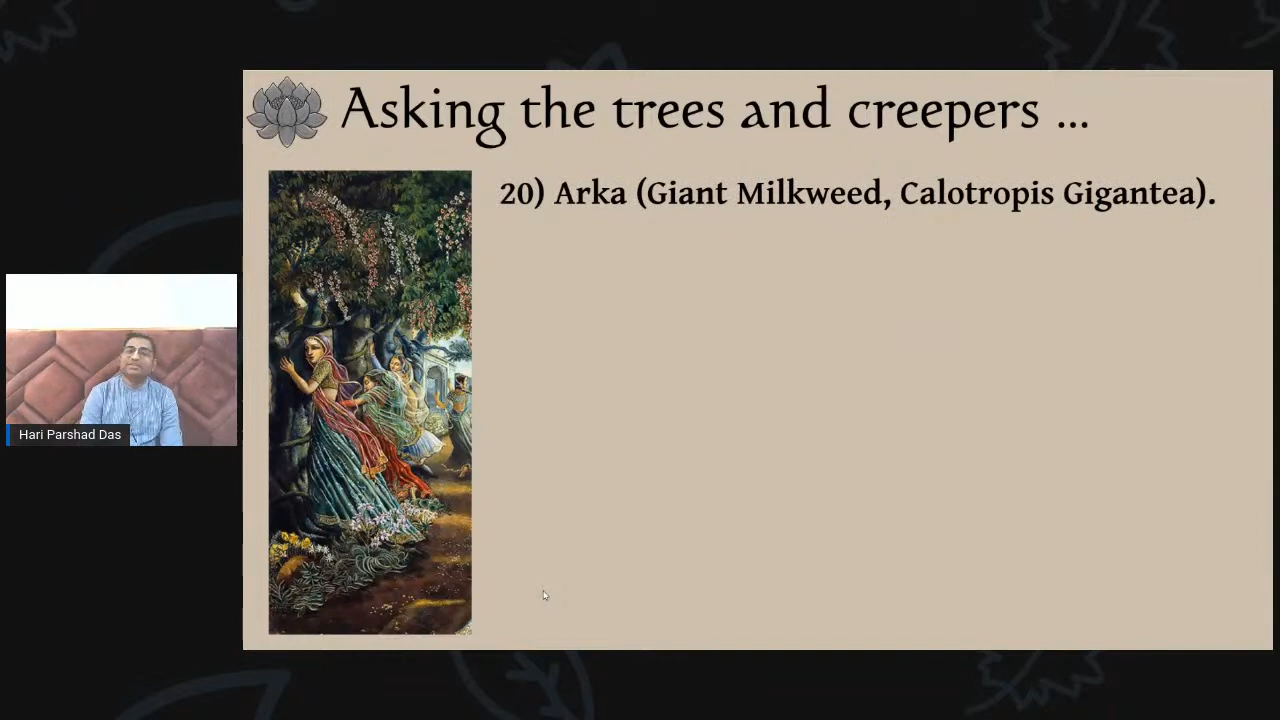 Asking the trees and creepers ...
20) Arka (Giant Milkweed, Calotropis Gigantea).
Hari Parshad Das